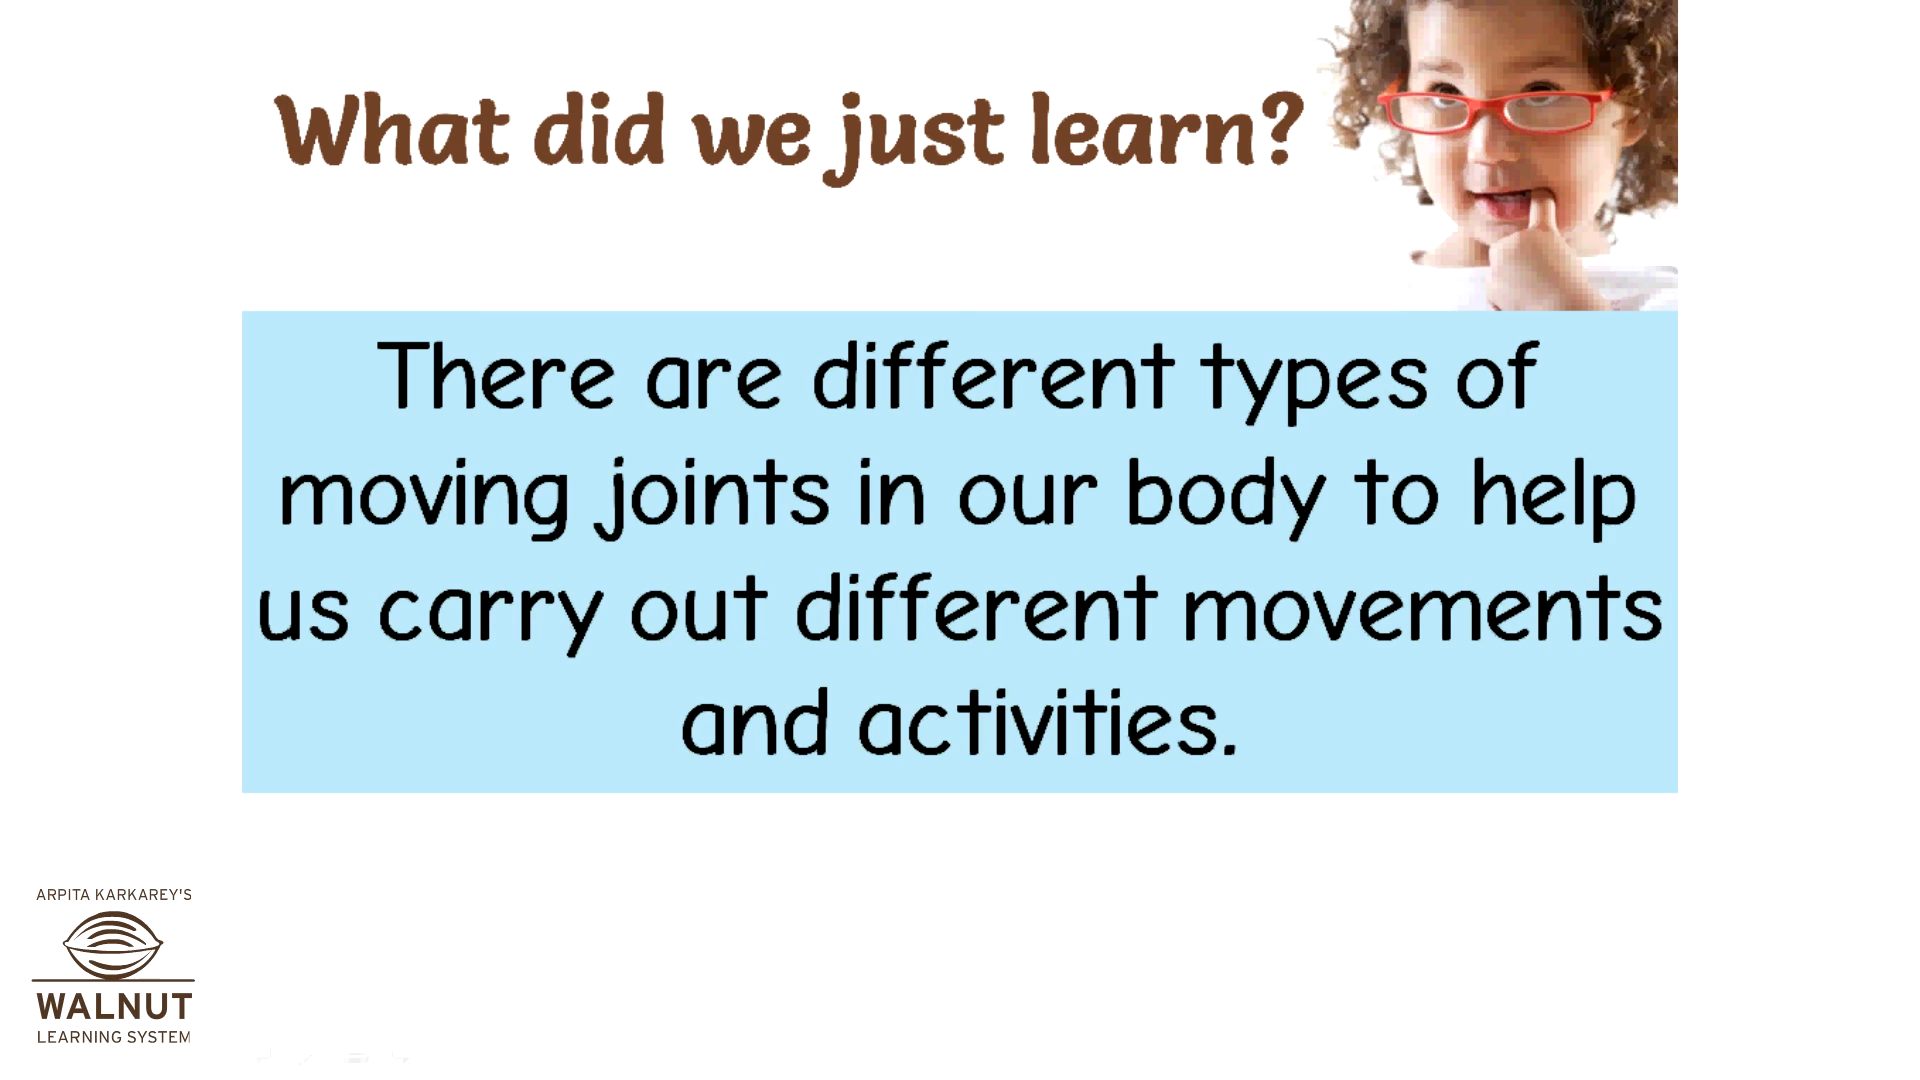 What did we just learn?
There are different types of
moving joints in our body to help
us carry out different movements
and activities.
ARPITA KARKAREY'S
WALNUT
LEARNING SYSTEM